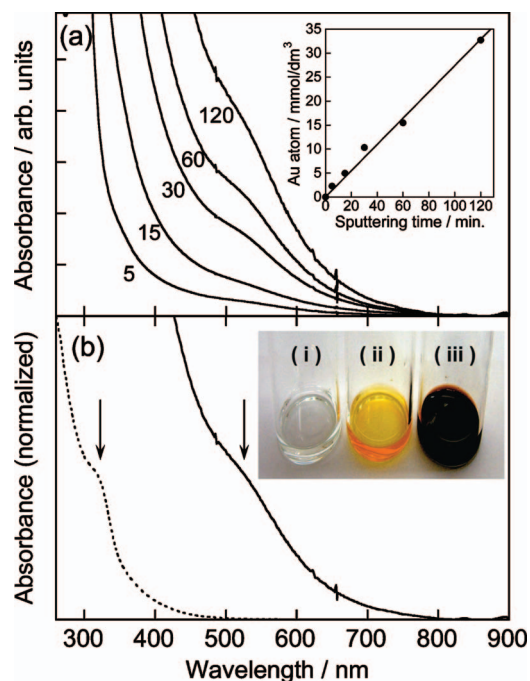 (a)
Absorbance / arb. units
120
60
30
15
5
Au atom / mmol/dm³
35
30
25
20
15
10
5
0
0 20 40 60 80 100 120
Sputtering time / min.
(b)
Absorbance (normalized)
( i ) ( ii ) ( iii )
300 400 500 600 700 800 900
Wavelength / nm